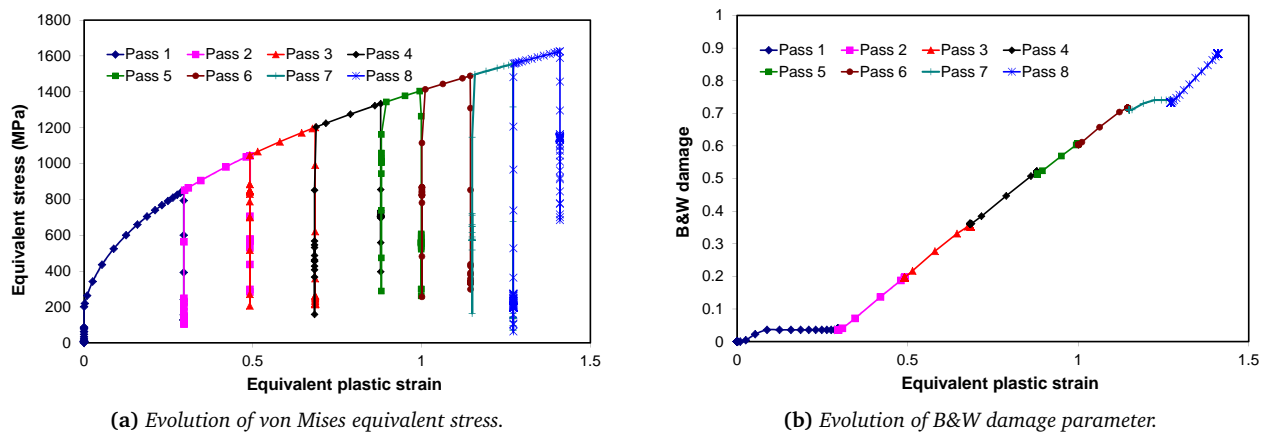 1800
1600
1400
1200
1000
800
600
400
200
0
Equivalent stress (MPa)
Pass 1 Pass 2 Pass 3 Pass 4
Pass 5 Pass 6 Pass 7 Pass 8
0 0.5 1 1.5
Equivalent plastic strain
(a) Evolution of von Mises equivalent stress.
1
0.9
0.8
0.7
0.6
0.5
0.4
0.3
0.2
0.1
0
B&W damage
Pass 1 Pass 2 Pass 3 Pass 4
Pass 5 Pass 6 Pass 7 Pass 8
0 0.5 1 1.5
Equivalent plastic strain
(b) Evolution of B&W damage parameter.